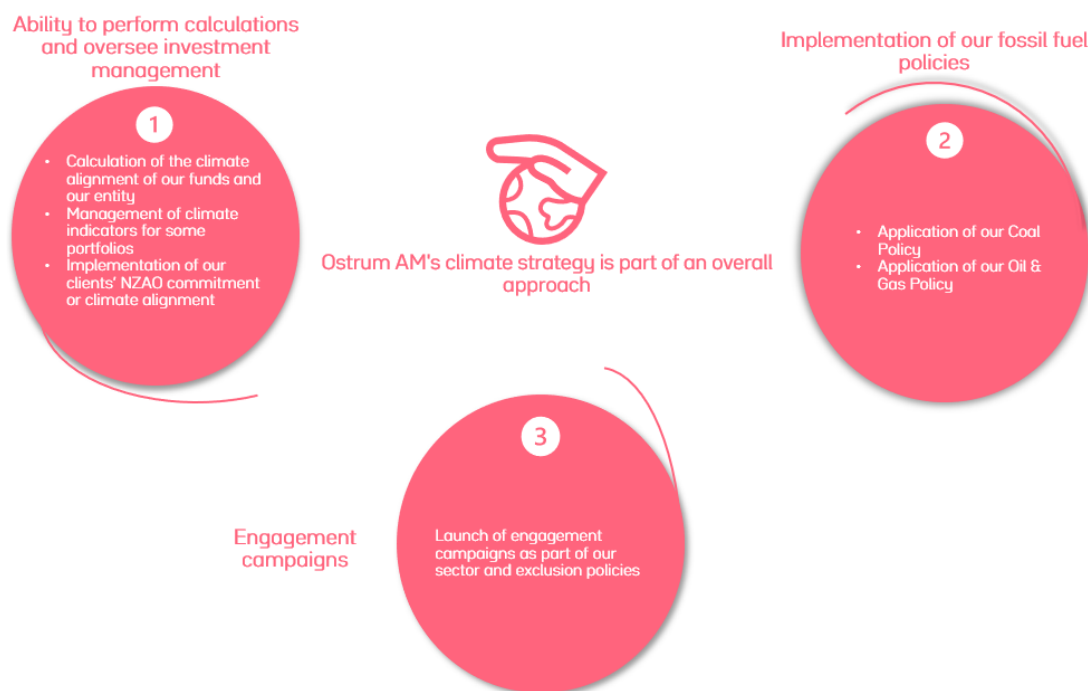 Ability to perform calculations
and oversee investment
management
1
• Calculation of the climate
alignment of our funds and
our entity
• Management of climate
indicators for some
portfolios
• Implementation of our
clients' NZAO commitment
or climate alignment
Ostrum AM's climate strategy is part of an overall
approach
Implementation of our fossil fuel
policies
2
• Application of our Coal
Policy
• Application of our Oil &
Gas Policy
Engagement
campaigns
3
Launch of engagement
campaigns as part of our
sector and exclusion policies